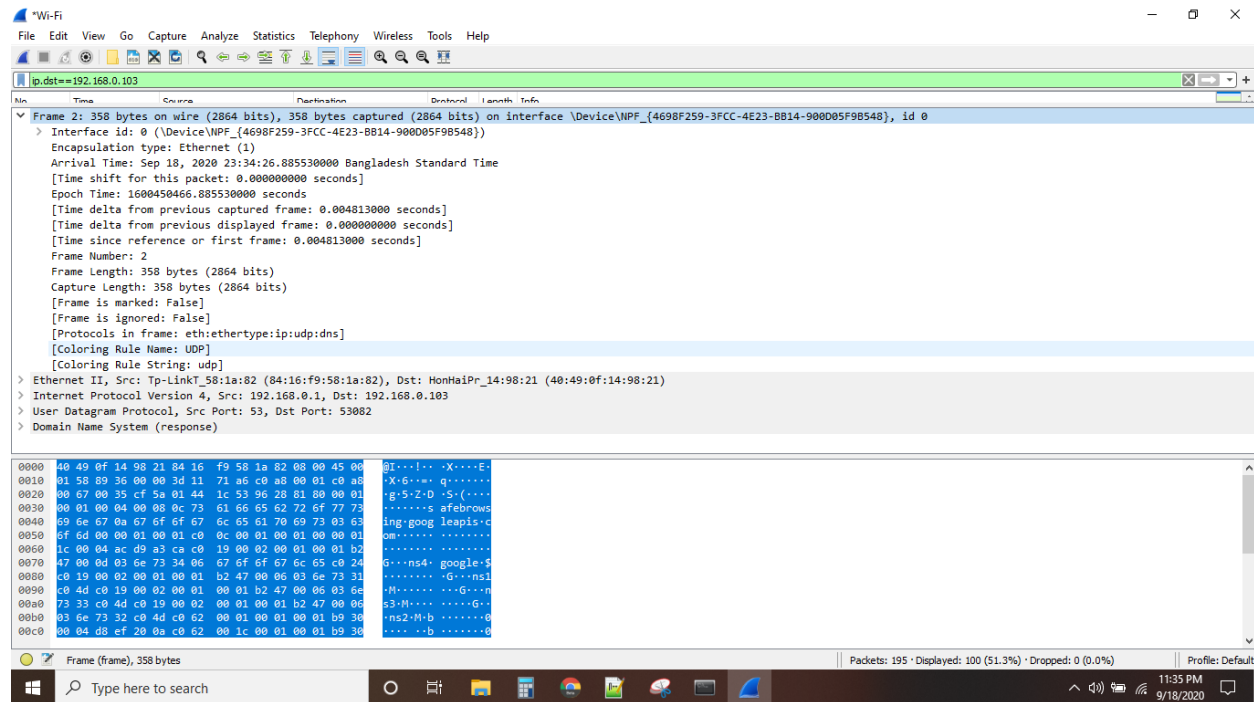 *Wi-Fi
File Edit View Go Capture Analyze Statistics Telephony Wireless Tools Help
ip.dst==192.168.0.103
No. Time Source Destination Protocol Length Info
Frame 2: 358 bytes on wire (2864 bits), 358 bytes captured (2864 bits) on interface \Device\NPF_{4698F259-3FCC-4E23-BB14-900D05F9B548}, id 0
Interface id: 0 (\Device\NPF_{4698F259-3FCC-4E23-BB14-900D05F9B548})
Encapsulation type: Ethernet (1)
Arrival Time: Sep 18, 2020 23:34:26.885530000 Bangladesh Standard Time
[Time shift for this packet: 0.000000000 seconds]
Epoch Time: 1600450466.885530000 seconds
[Time delta from previous captured frame: 0.004813000 seconds]
[Time delta from previous displayed frame: 0.000000000 seconds]
[Time since reference or first frame: 0.004813000 seconds]
Frame Number: 2
Frame Length: 358 bytes (2864 bits)
Capture Length: 358 bytes (2864 bits)
[Frame is marked: False]
[Frame is ignored: False]
[Protocols in frame: eth:ethertype:ip:udp:dns]
[Coloring Rule Name: UDP]
[Coloring Rule String: udp]
Ethernet II, Src: Tp-LinkT_58:1a:82 (84:16:f9:58:1a:82), Dst: HonHaiPr_14:98:21 (40:49:0f:14:98:21)
Internet Protocol Version 4, Src: 192.168.0.1, Dst: 192.168.0.103
User Datagram Protocol, Src Port: 53, Dst Port: 53082
Domain Name System (response)
0000 40 49 0f 14 98 21 84 16 f9 58 1a 82 08 00 45 00 @I···!·· ·X····E·
0010 01 58 89 36 00 00 3d 11 71 a6 c0 a8 00 01 c0 a8 ·X·6··=· q·······
0020 00 67 00 35 cf 5a 01 44 1c 53 96 28 81 80 00 01 ·g·5·Z·D ·S·(····
0030 00 01 00 04 00 08 0c 73 61 66 65 62 72 6f 77 73 ·······s afebrows
0040 69 6e 67 0a 67 6f 6f 67 6c 65 61 70 69 73 03 63 ing·goog leapis·c
0050 6f 6d 00 00 01 00 01 c0 0c 00 01 00 01 00 00 01 om······ ········
0060 1c 00 04 ac d9 a3 ca c0 19 00 02 00 01 00 01 b2 ········ ········
0070 47 00 0d 03 6e 73 34 06 67 6f 6f 67 6c 65 c0 24 G···ns4· google·$
0080 c0 19 00 02 00 01 00 01 b2 47 00 06 03 6e 73 31 ········ ·G···ns1
0090 c0 4d c0 19 00 02 00 01 00 01 b2 47 00 06 03 6e ·M······ ···G···n
00a0 73 33 c0 4d c0 19 00 02 00 01 00 01 b2 47 00 06 s3·M···· ·····G··
00b0 03 6e 73 32 c0 4d c0 62 00 01 00 01 00 01 b9 30 ·ns2·M·b ·······0
00c0 00 04 d8 ef 20 0a c0 62 00 1c 00 01 00 01 b9 30 ···· ··b ·······0
Frame (frame), 358 bytes Packets: 195 · Displayed: 100 (51.3%) · Dropped: 0 (0.0%) Profile: Default
Type here to search 11:35 PM
9/18/2020